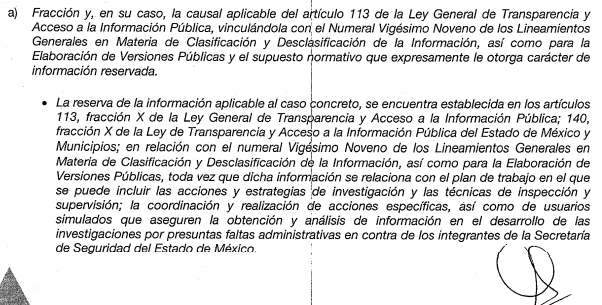 a) Fracción y, en su caso, la causal aplicable del artículo 113 de la Ley General de Transparencia y
Acceso a la Información Pública, vinculándola con el Numeral Vigésimo Noveno de los Lineamientos
Generales en Materia de Clasificación y Desclasificación de la Información, así como para la
Elaboración de Versiones Públicas y el supuesto normativo que expresamente le otorga carácter de
información reservada.
• La reserva de la información aplicable al caso concreto, se encuentra establecida en los artículos
113, fracción X de la Ley General de Transparencia y Acceso a la Información Pública; 140,
fracción X de la Ley de Transparencia y Acceso a la Información Pública del Estado de México y
Municipios; en relación con el numeral Vigésimo Noveno de los Lineamientos Generales en
Materia de Clasificación y Desclasificación de la Información, así como para la Elaboración de
Versiones Públicas, toda vez que dicha información se relaciona con el plan de trabajo en el que
se puede incluir las acciones y estrategias de investigación y las técnicas de inspección y
supervisión; la coordinación y realización de acciones específicas, así como de usuarios
simulados que aseguren la obtención y análisis de información en el desarrollo de las
investigaciones por presuntas faltas administrativas en contra de los integrantes de la Secretaría
de Seguridad del Estado de México.